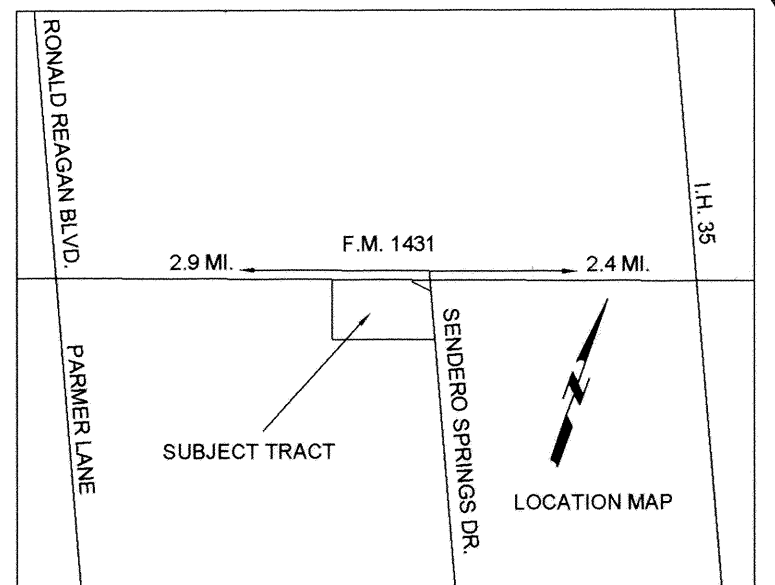 RONALD REAGAN BLVD.
I.H. 35
F.M. 1431
2.9 MI.
2.4 MI.
PARMER LANE
SENDERO SPRINGS DR.
SUBJECT TRACT
N
LOCATION MAP